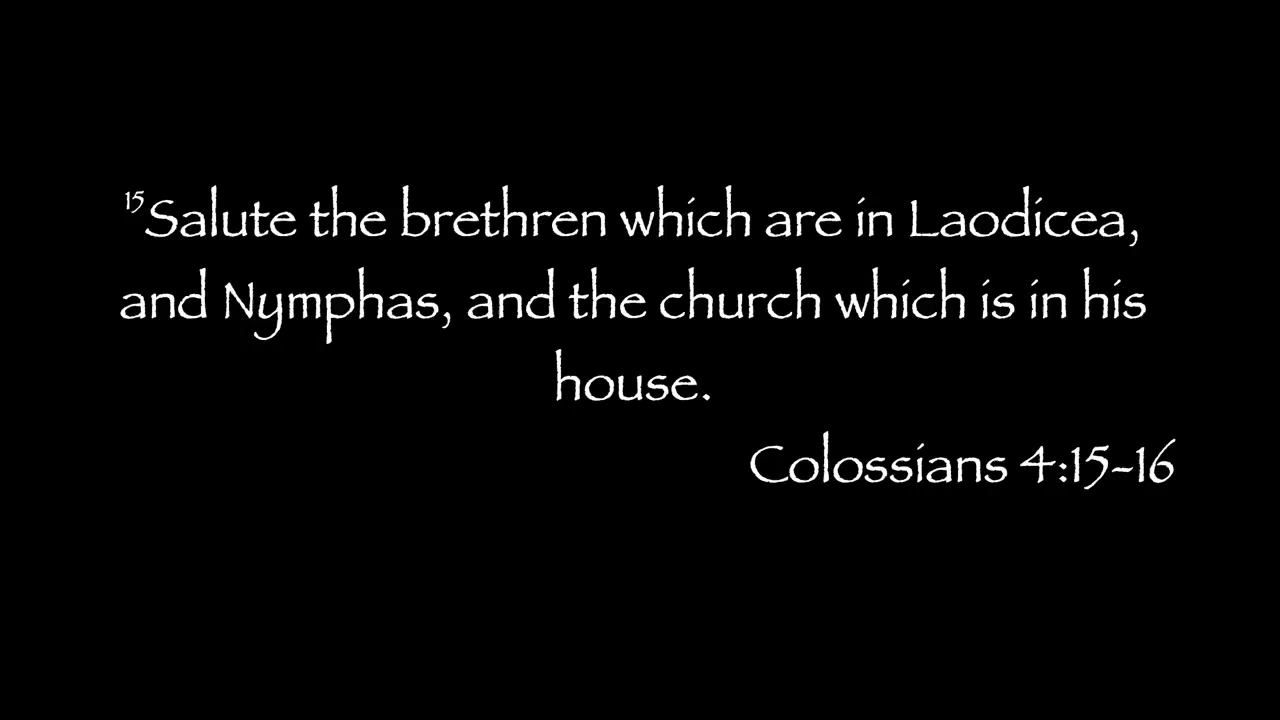 15Salute the brethren which are in Laodicea,
and Nymphas, and the church which is in his
house.
Colossians 4:15-16